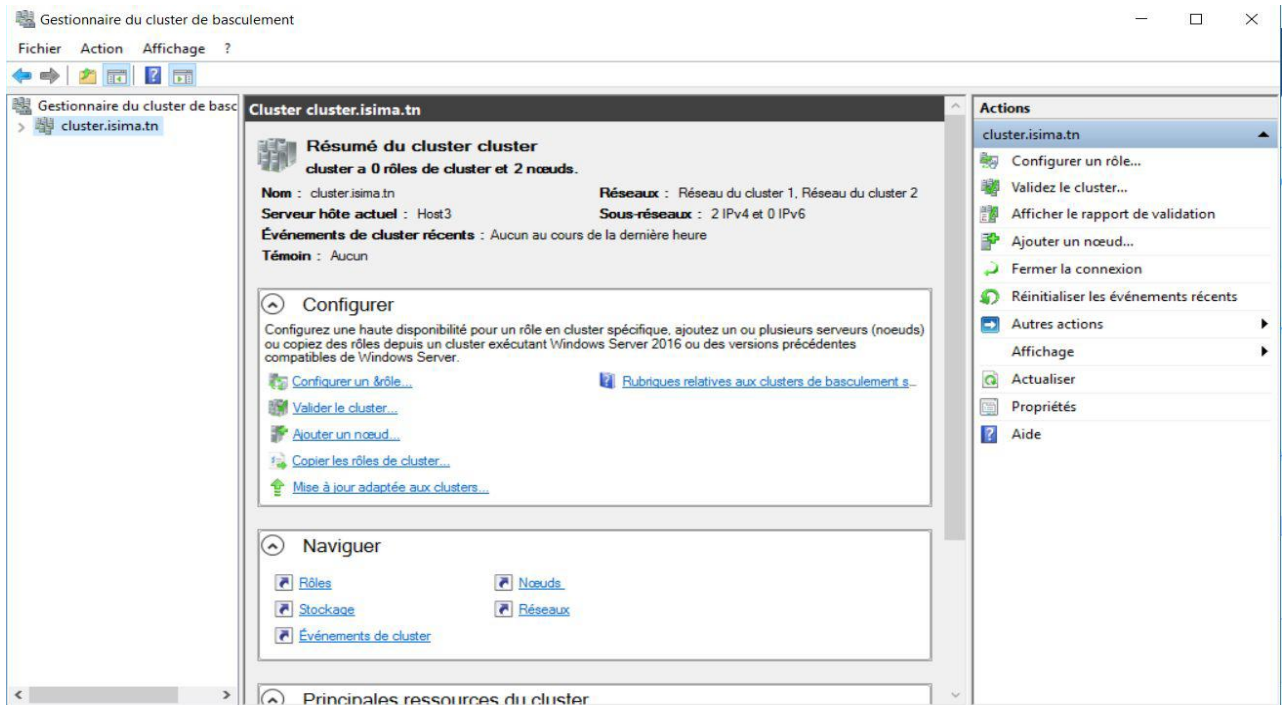 Gestionnaire du cluster de basculement
Fichier Action Affichage ?
Gestionnaire du cluster de basc
cluster.isima.tn
Cluster cluster.isima.tn
Résumé du cluster cluster
cluster a 0 rôles de cluster et 2 nœuds.
Nom : cluster.isima.tn
Réseaux : Réseau du cluster 1, Réseau du cluster 2
Serveur hôte actuel : Host3
Sous-réseaux : 2 IPv4 et 0 IPv6
Événements de cluster récents : Aucun au cours de la dernière heure
Témoin : Aucun
Configurer
Configurez une haute disponibilité pour un rôle en cluster spécifique, ajoutez un ou plusieurs serveurs (noeuds)
ou copiez des rôles depuis un cluster exécutant Windows Server 2016 ou des versions précédentes
compatibles de Windows Server.
Configurer un &rôle...
Rubriques relatives aux clusters de basculement s...
Valider le cluster...
Ajouter un nœud...
Copier les rôles de cluster...
Mise à jour adaptée aux clusters...
Naviguer
Rôles
Nœuds
Stockage
Réseaux
Événements de cluster
Principales ressources du cluster
Actions
cluster.isima.tn
Configurer un rôle...
Validez le cluster...
Afficher le rapport de validation
Ajouter un nœud...
Fermer la connexion
Réinitialiser les événements récents
Autres actions
Affichage
Actualiser
Propriétés
Aide